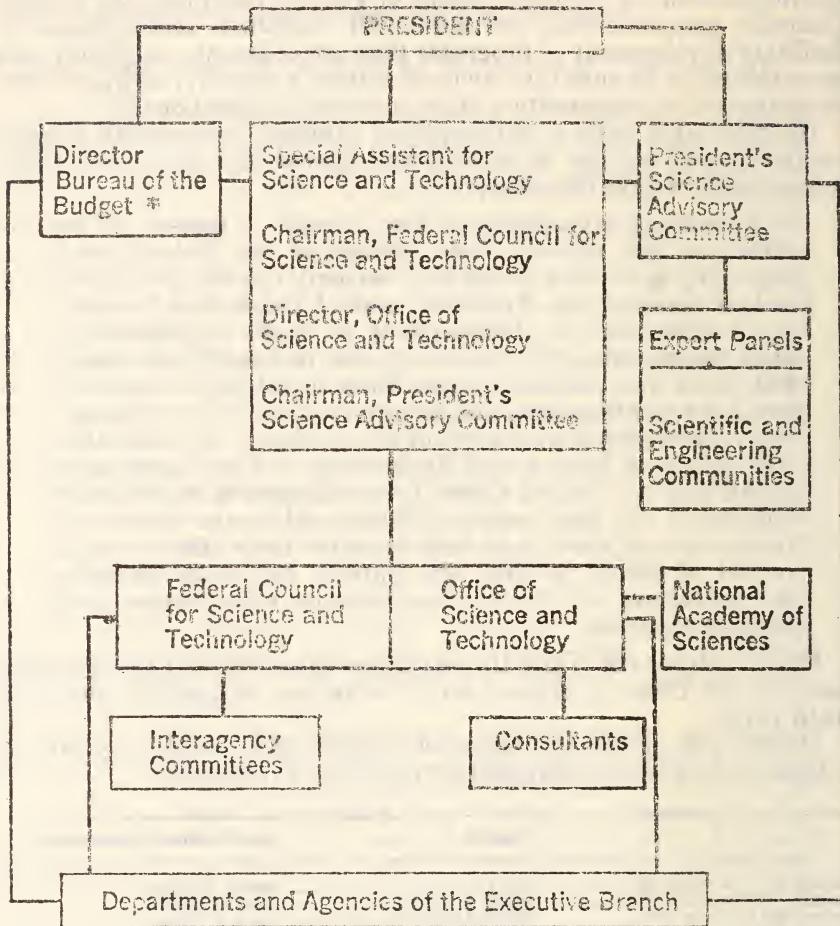 PRESIDENT
Director
Bureau of the
Budget *
Special Assistant for
Science and Technology
Chairman, Federal Council for
Science and Technology
Director, Office of
Science and Technology
Chairman, President's
Science Advisory Committee
President's
Science
Advisory
Committee
Expert Panels
Scientific and
Engineering
Communities
Federal Council
for Science and
Technology
Office of
Science and
Technology
National
Academy of
Sciences
Interagency
Committees
Consultants
Departments and Agencies of the Executive Branch